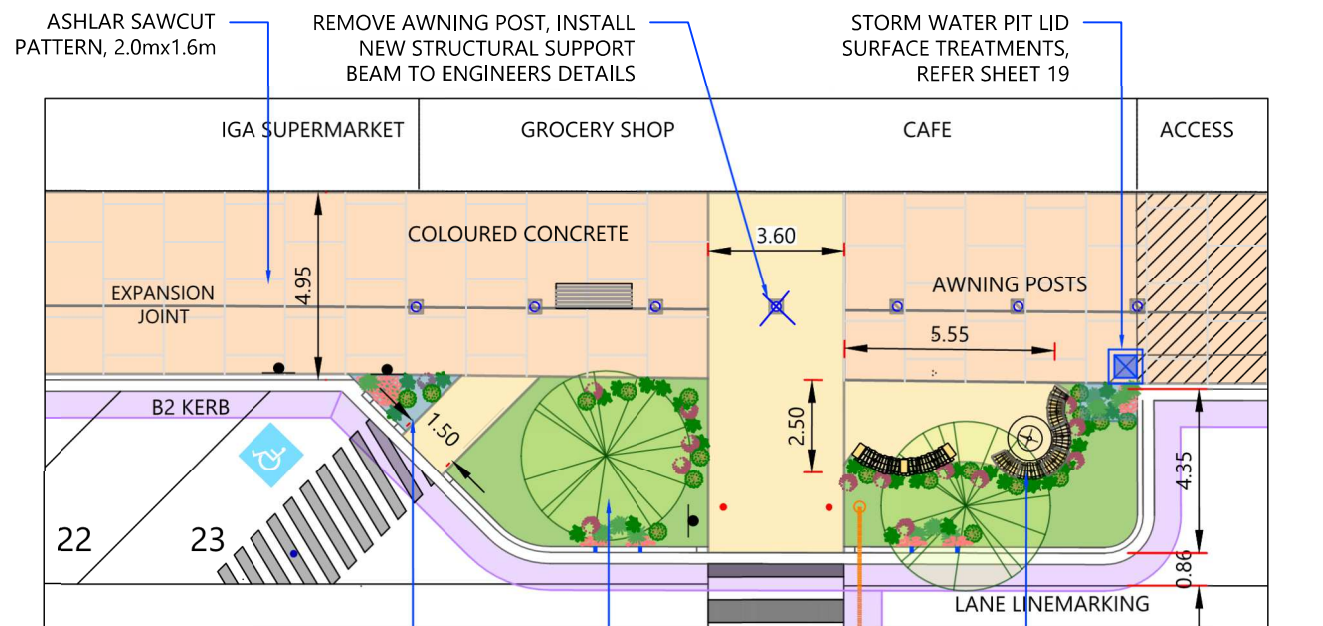 ASHLAR SAWCUT
PATTERN, 2.0mx1.6m
REMOVE AWNING POST, INSTALL
NEW STRUCTURAL SUPPORT
BEAM TO ENGINEERS DETAILS
STORM WATER PIT LID
SURFACE TREATMENTS,
REFER SHEET 19
IGA SUPERMARKET
GROCERY SHOP
CAFE
ACCESS
COLOURED CONCRETE
3.60
4.95
EXPANSION
JOINT
AWNING POSTS
5.55
B2 KERB
1.50
2.50
4.35
22
23
0.86
LANE LINEMARKING